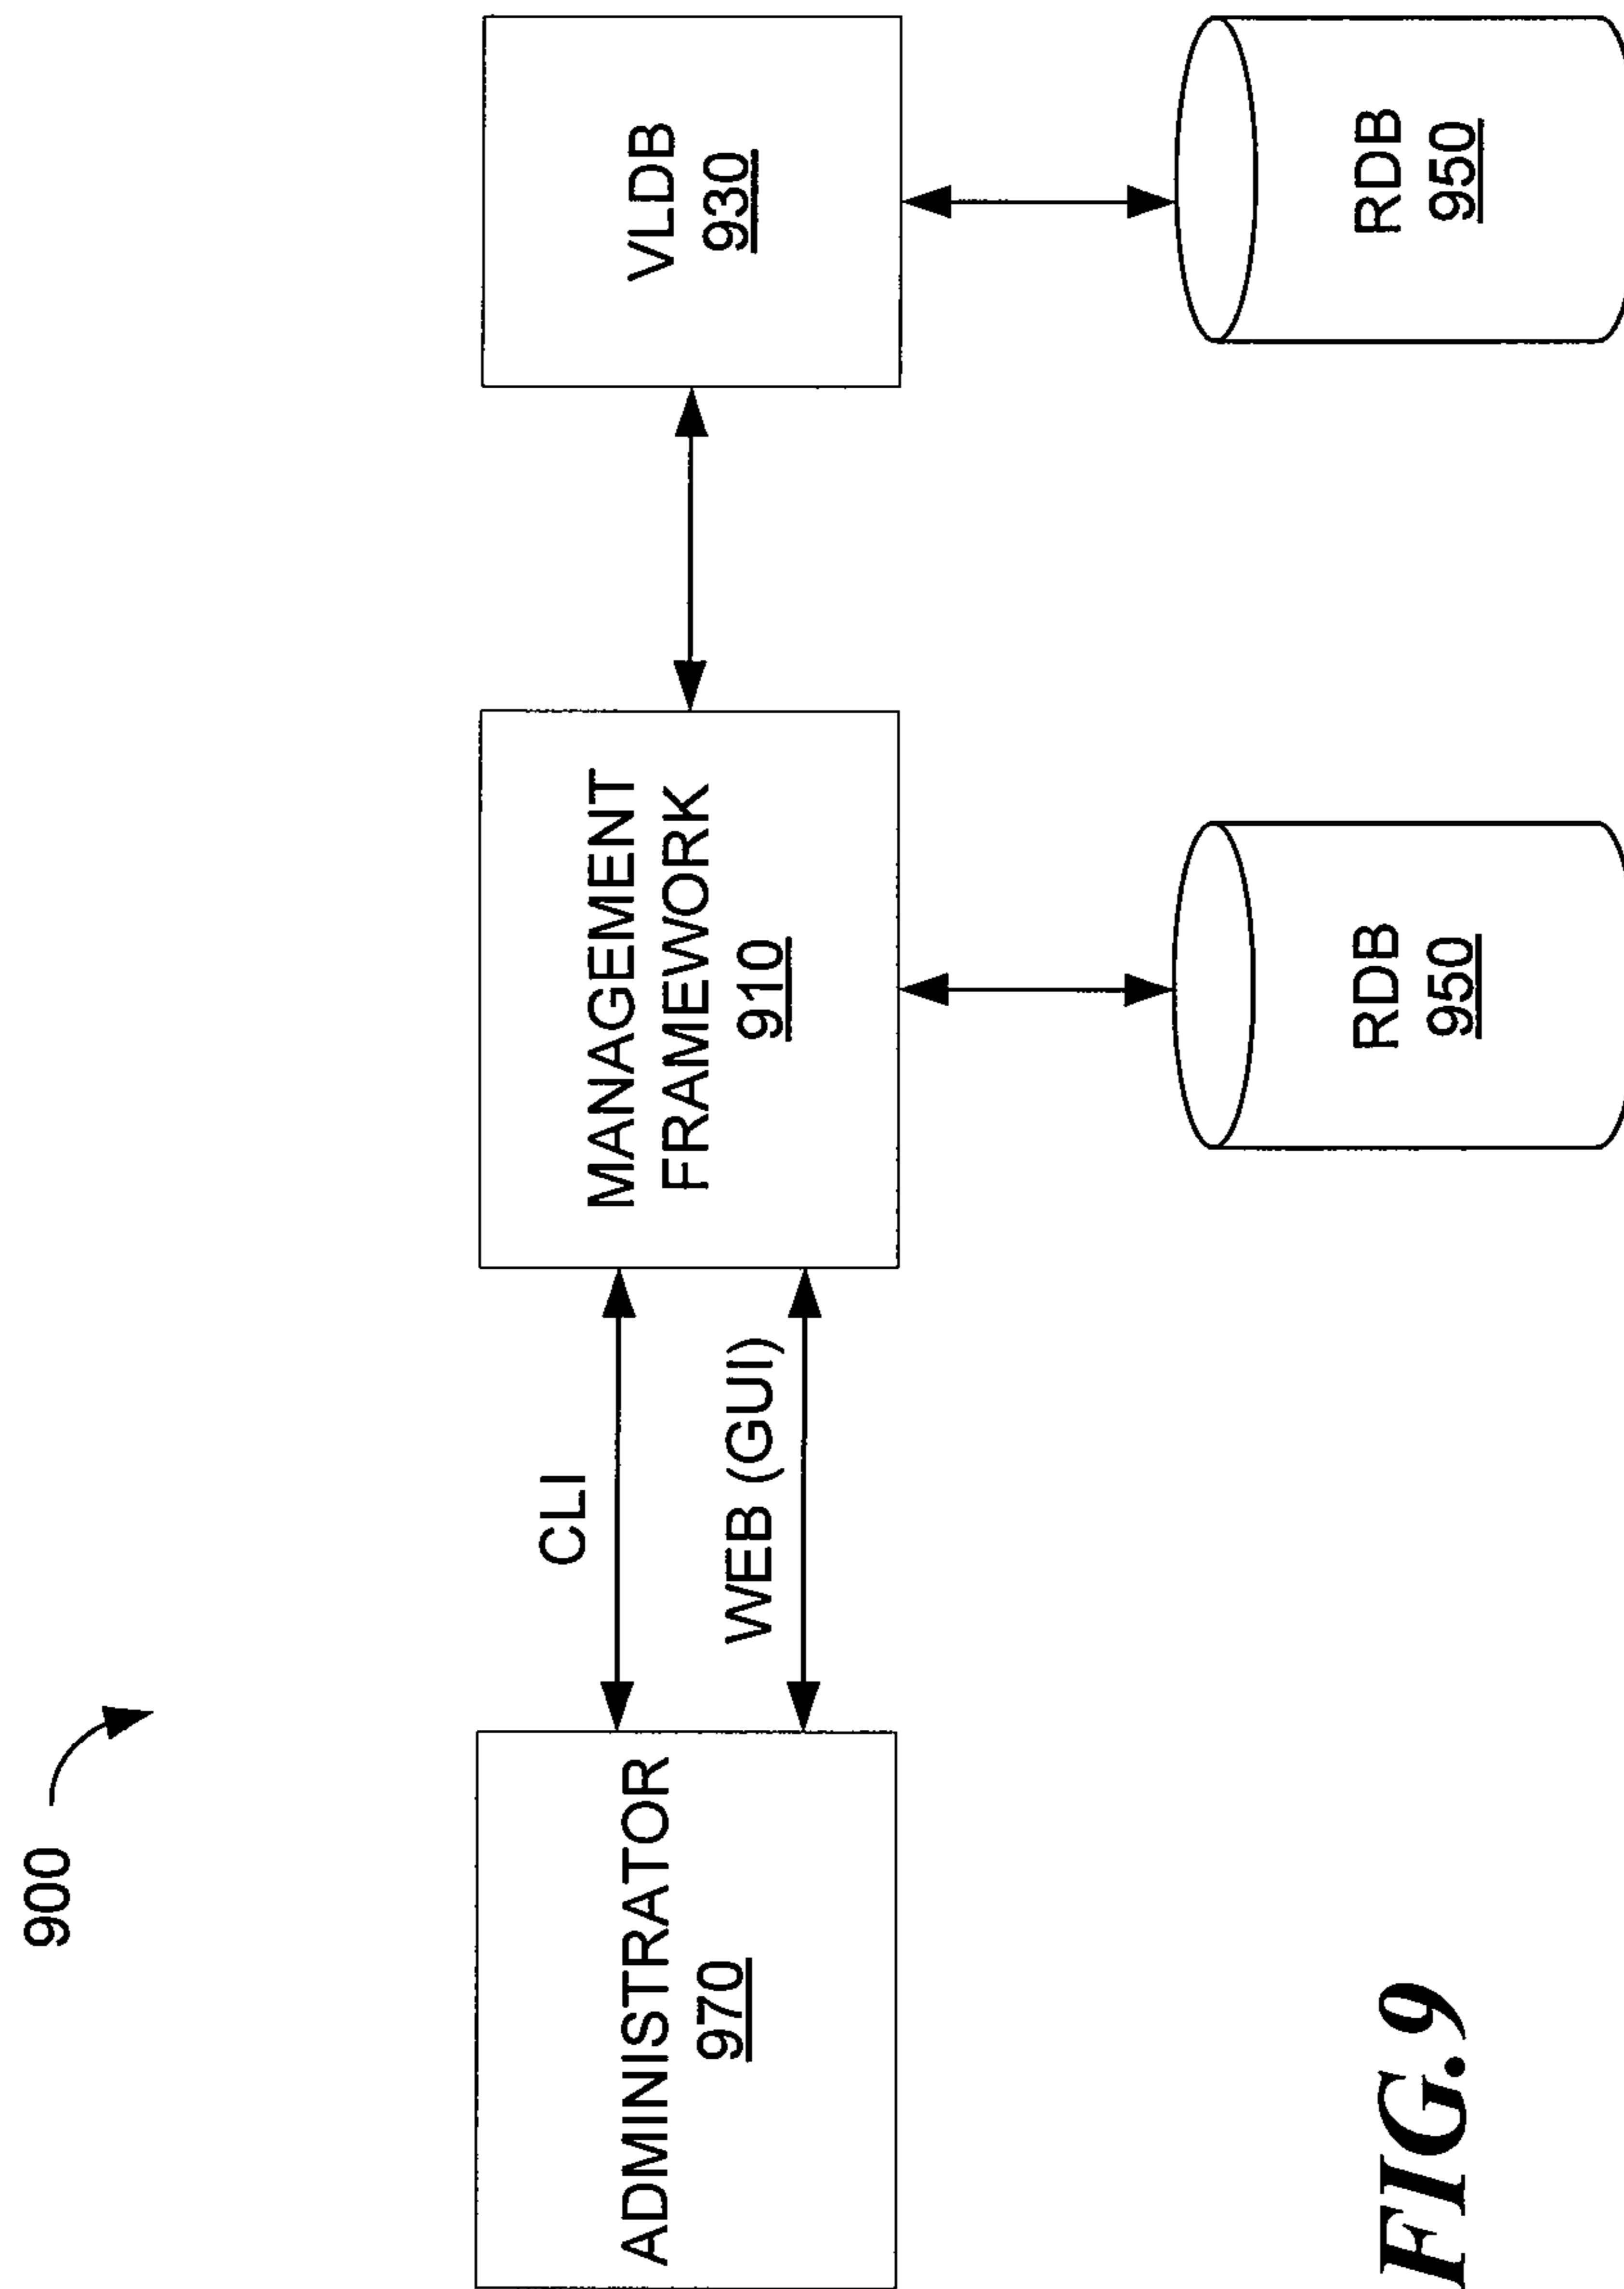 900
ADMINISTRATOR
970
CLI
WEB (GUI)
MANAGEMENT
FRAMEWORK
910
VLDB
930
RDB
950
RDB
950
FIG.9